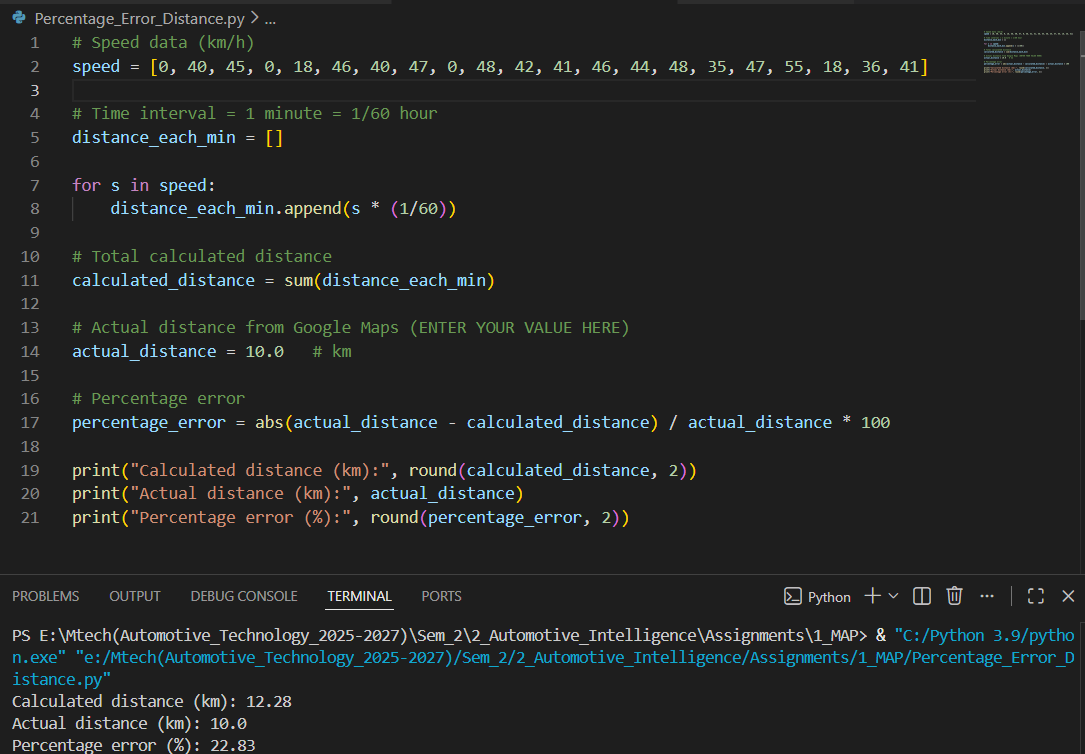 Percentage_Error_Distance.py > ...
1 # Speed data (km/h)
2 speed = [0, 40, 45, 0, 18, 46, 40, 47, 0, 48, 42, 41, 46, 44, 48, 35, 47, 55, 18, 36, 41]
3
4 # Time interval = 1 minute = 1/60 hour
5 distance_each_min = []
6
7 for s in speed:
8     distance_each_min.append(s * (1/60))
9
10 # Total calculated distance
11 calculated_distance = sum(distance_each_min)
12
13 # Actual distance from Google Maps (ENTER YOUR VALUE HERE)
14 actual_distance = 10.0   # km
15
16 # Percentage error
17 percentage_error = abs(actual_distance - calculated_distance) / actual_distance * 100
18
19 print("Calculated distance (km):", round(calculated_distance, 2))
20 print("Actual distance (km):", actual_distance)
21 print("Percentage error (%):", round(percentage_error, 2))
PROBLEMS OUTPUT DEBUG CONSOLE TERMINAL PORTS Python
PS E:\Mtech(Automotive_Technology_2025-2027)\Sem_2\2_Automotive_Intelligence\Assignments\1_MAP> & "C:/Python 3.9/pytho
n.exe" "e:/Mtech(Automotive_Technology_2025-2027)/Sem_2/2_Automotive_Intelligence/Assignments/1_MAP/Percentage_Error_D
istance.py"
Calculated distance (km): 12.28
Actual distance (km): 10.0
Percentage error (%): 22.83